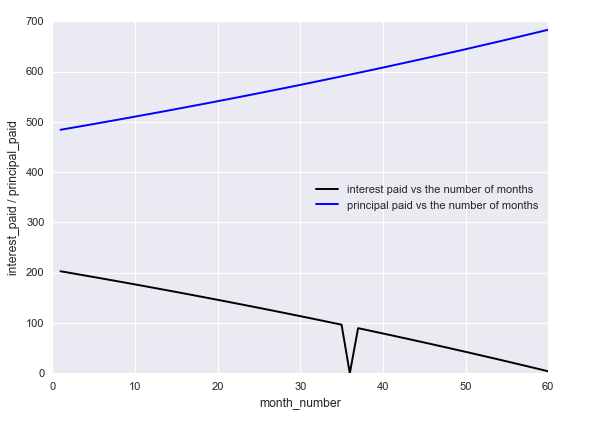 700
600
500
400
300
200
100
0
interest_paid / principal_paid
interest paid vs the number of months
principal paid vs the number of months
0 10 20 30 40 50 60
month_number